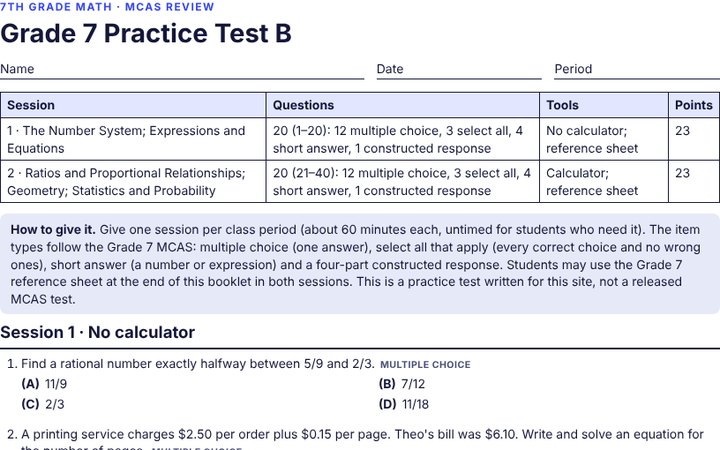 7TH GRADE MATH · MCAS REVIEW
Grade 7 Practice Test B
Name Date Period
Session Questions Tools Points
1 · The Number System; Expressions and Equations 20 (1–20): 12 multiple choice, 3 select all, 4 short answer, 1 constructed response No calculator; reference sheet 23
2 · Ratios and Proportional Relationships; Geometry; Statistics and Probability 20 (21–40): 12 multiple choice, 3 select all, 4 short answer, 1 constructed response Calculator; reference sheet 23
How to give it. Give one session per class period (about 60 minutes each, untimed for students who need it). The item
types follow the Grade 7 MCAS: multiple choice (one answer), select all that apply (every correct choice and no wrong
ones), short answer (a number or expression) and a four-part constructed response. Students may use the Grade 7
reference sheet at the end of this booklet in both sessions. This is a practice test written for this site, not a released
MCAS test.
Session 1 · No calculator
1. Find a rational number exactly halfway between 5/9 and 2/3. MULTIPLE CHOICE
(A) 11/9 (B) 7/12
(C) 2/3 (D) 11/18
2. A printing service charges $2.50 per order plus $0.15 per page. Theo's bill was $6.10. Write and solve an equation for
the number of pages. MULTIPLE CHOICE